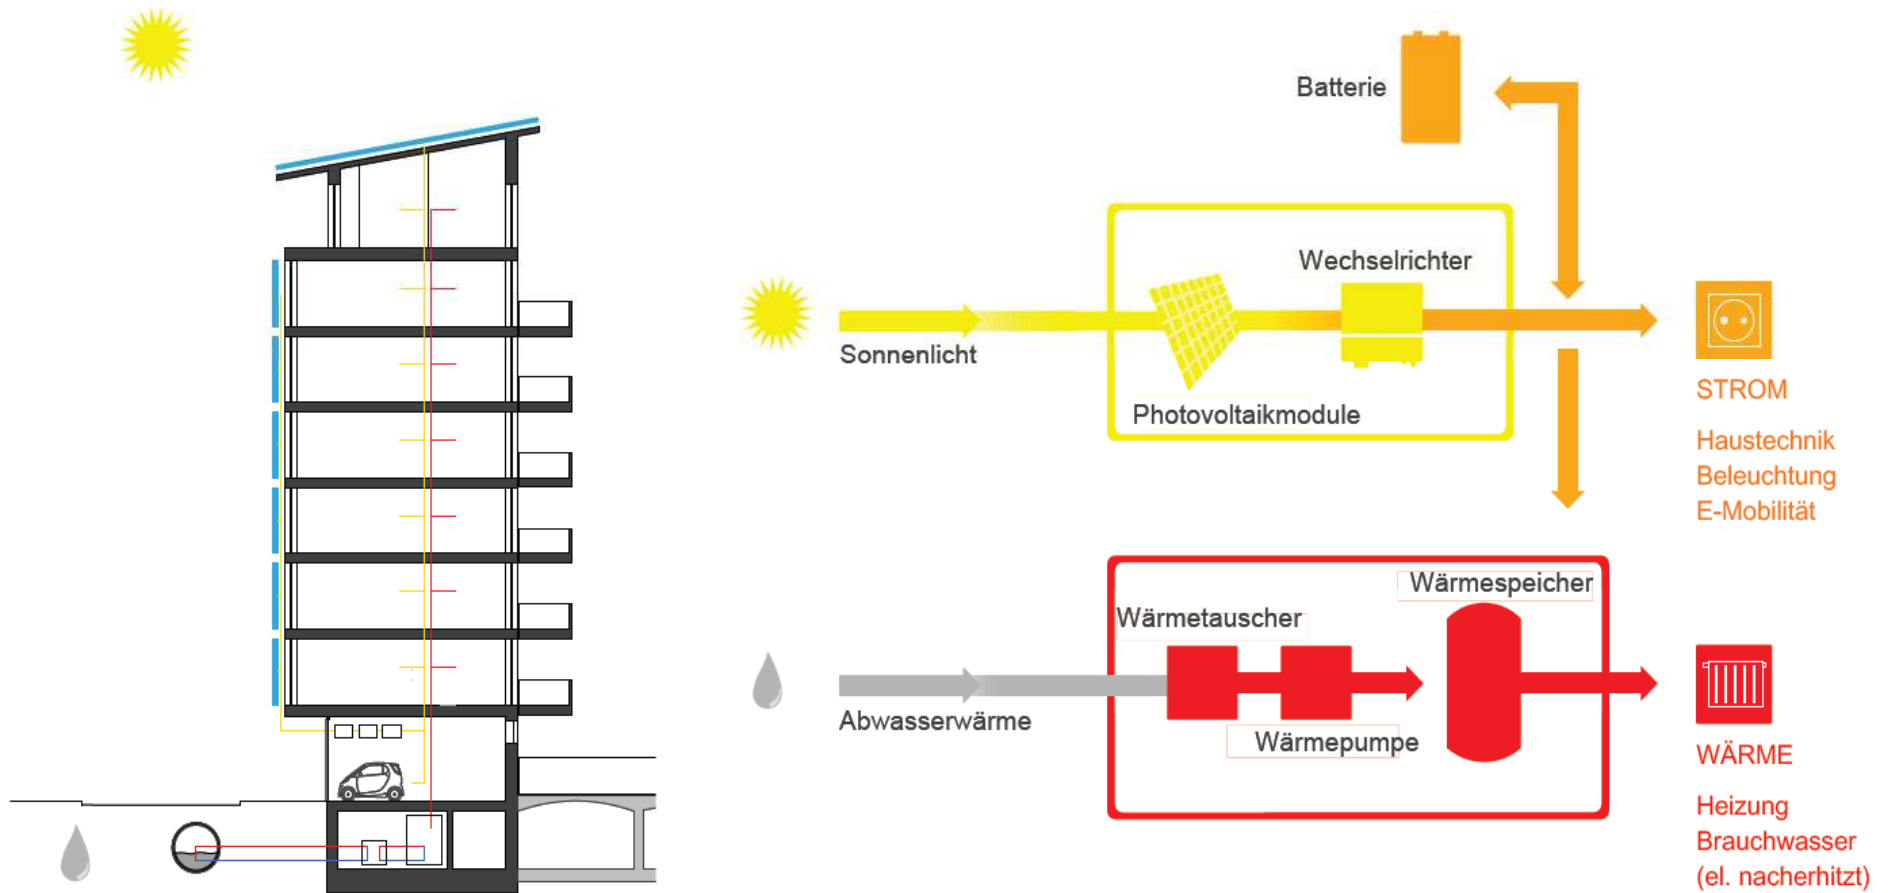 Batterie
Wechselrichter
Sonnenlicht
Photovoltaikmodule
STROM
Haustechnik
Beleuchtung
E-Mobilität
Wärmespeicher
Wärmetauscher
Abwasserwärme
Wärmepumpe
WÄRME
Heizung
Brauchwasser
(el. nacherhitzt)